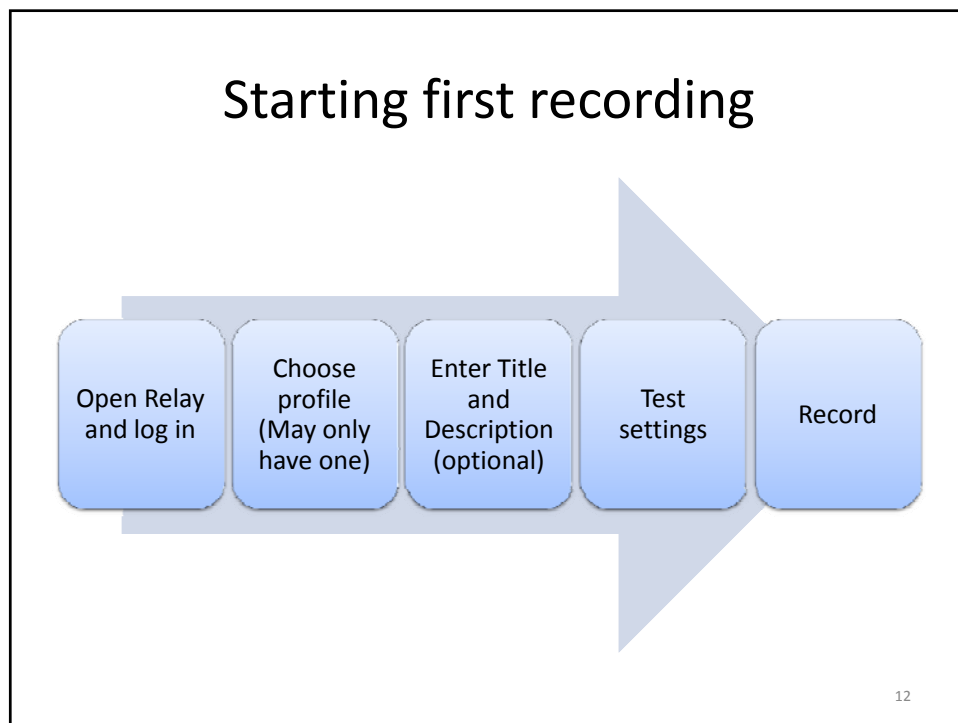 Starting first recording
Open Relay
and log in
Choose
profile
(May only
have one)
Enter Title
and
Description
(optional)
Test
settings
Record
12